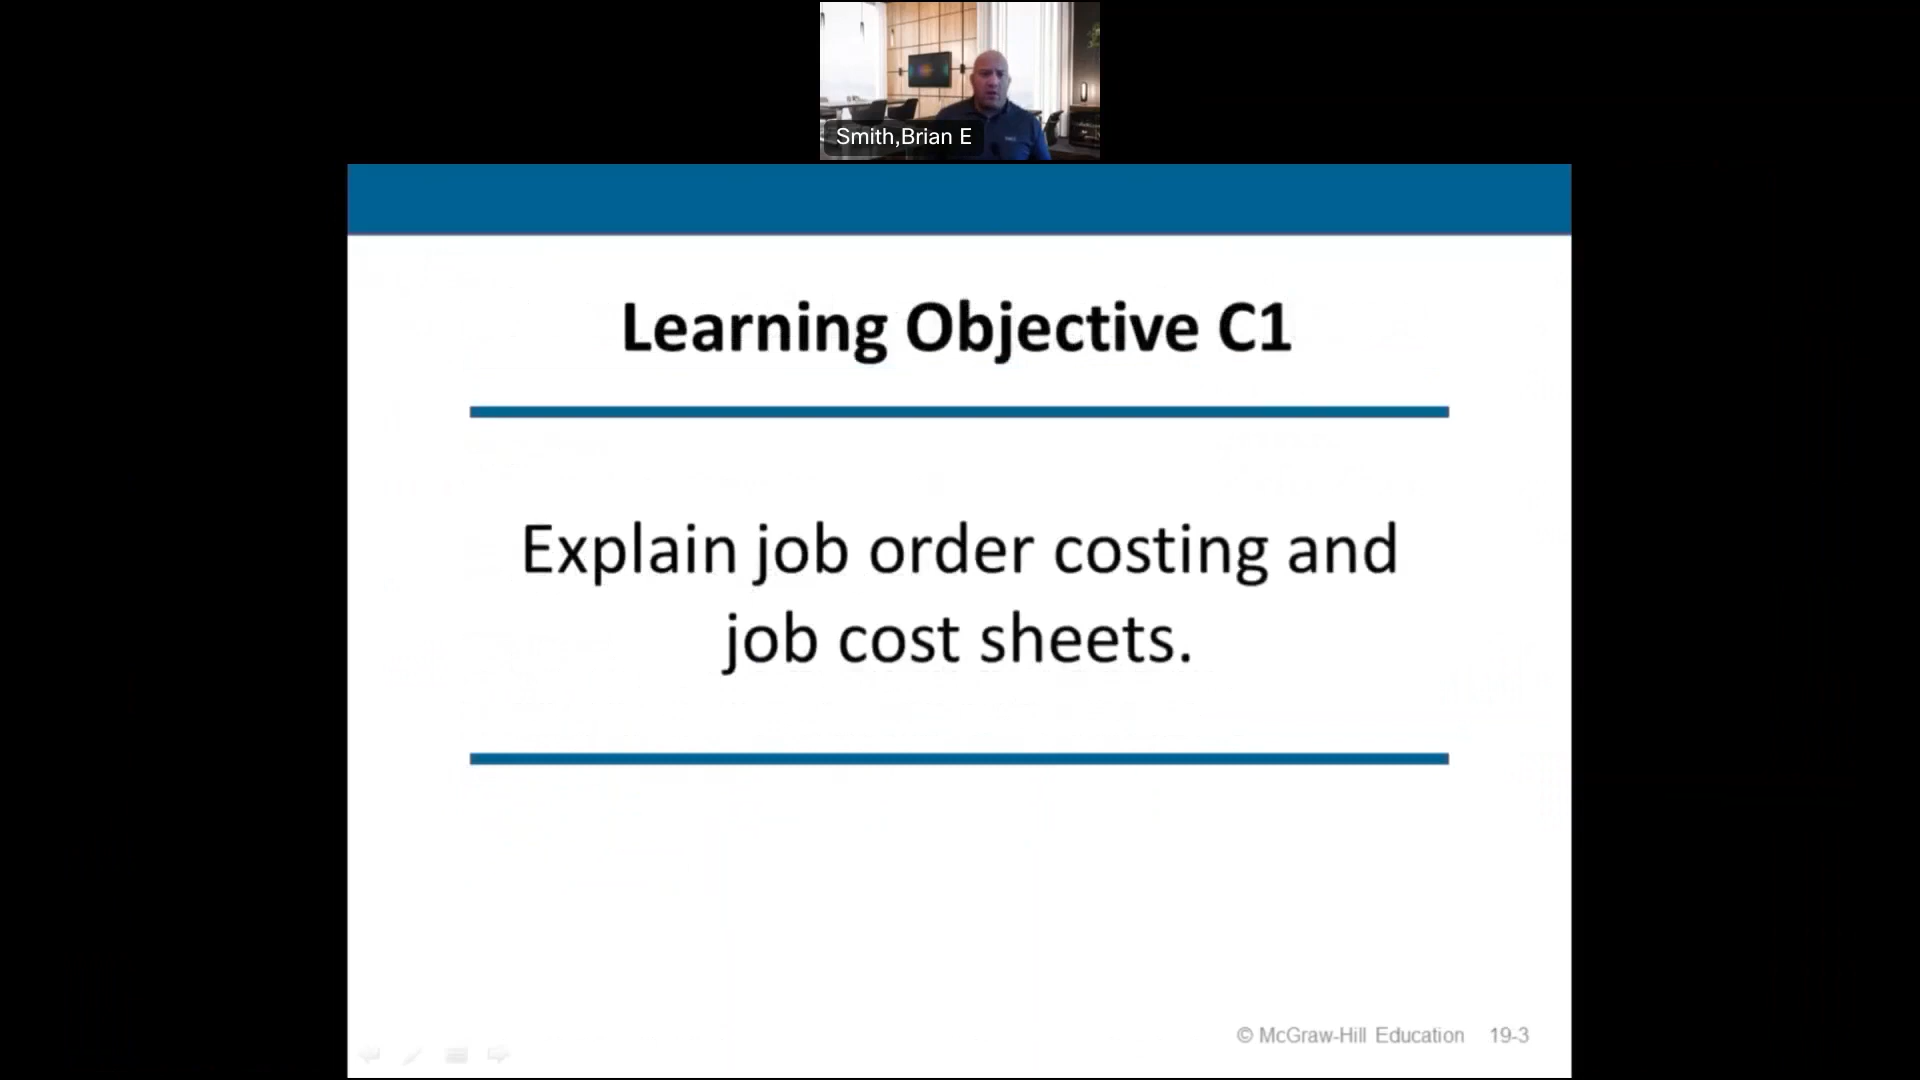 Smith,Brian E
Learning Objective C1
Explain job order costing and
job cost sheets.
© McGraw-Hill Education 19-3